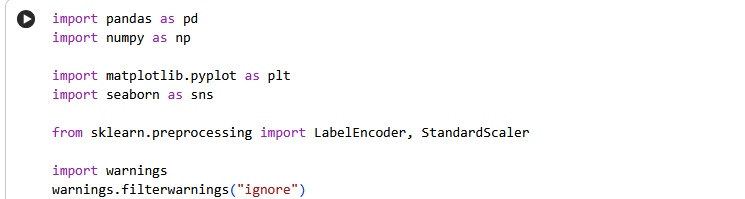 import pandas as pd
import numpy as np
import matplotlib.pyplot as plt
import seaborn as sns
from sklearn.preprocessing import LabelEncoder, StandardScaler
import warnings
warnings.filterwarnings("ignore")